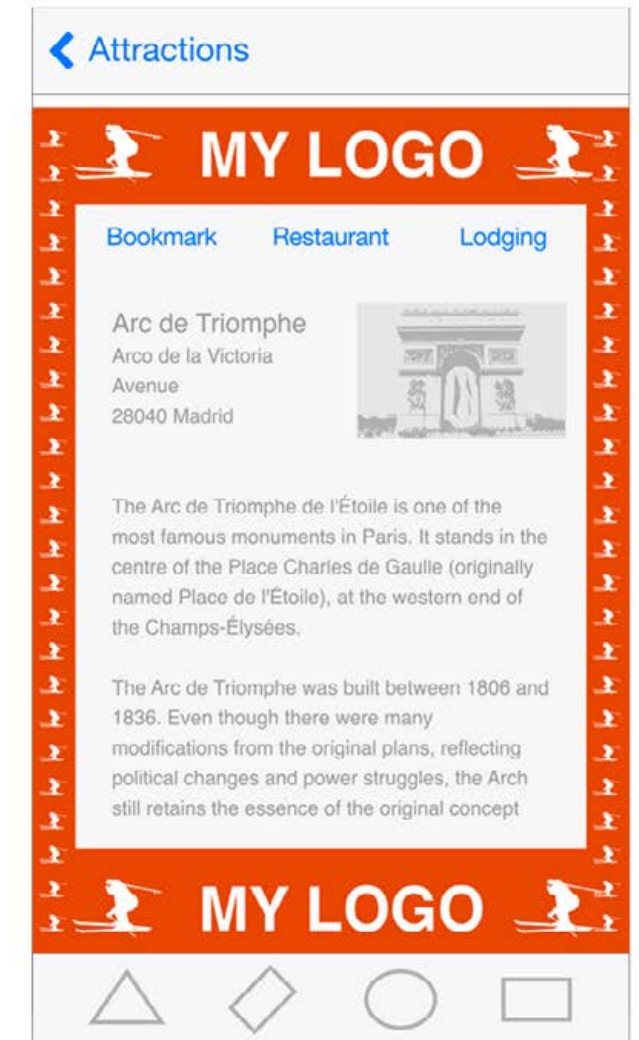 Attractions
MY LOGO
Bookmark Restaurant Lodging
Arc de Triomphe
Arco de la Victoria
Avenue
28040 Madrid
The Arc de Triomphe de l'Étoile is one of the
most famous monuments in Paris. It stands in the
centre of the Place Charles de Gaulle (originally
named Place de l'Étoile), at the western end of
the Champs-Élysées.
The Arc de Triomphe was built between 1806 and
1836. Even though there were many
modifications from the original plans, reflecting
political changes and power struggles, the Arch
still retains the essence of the original concept
MY LOGO